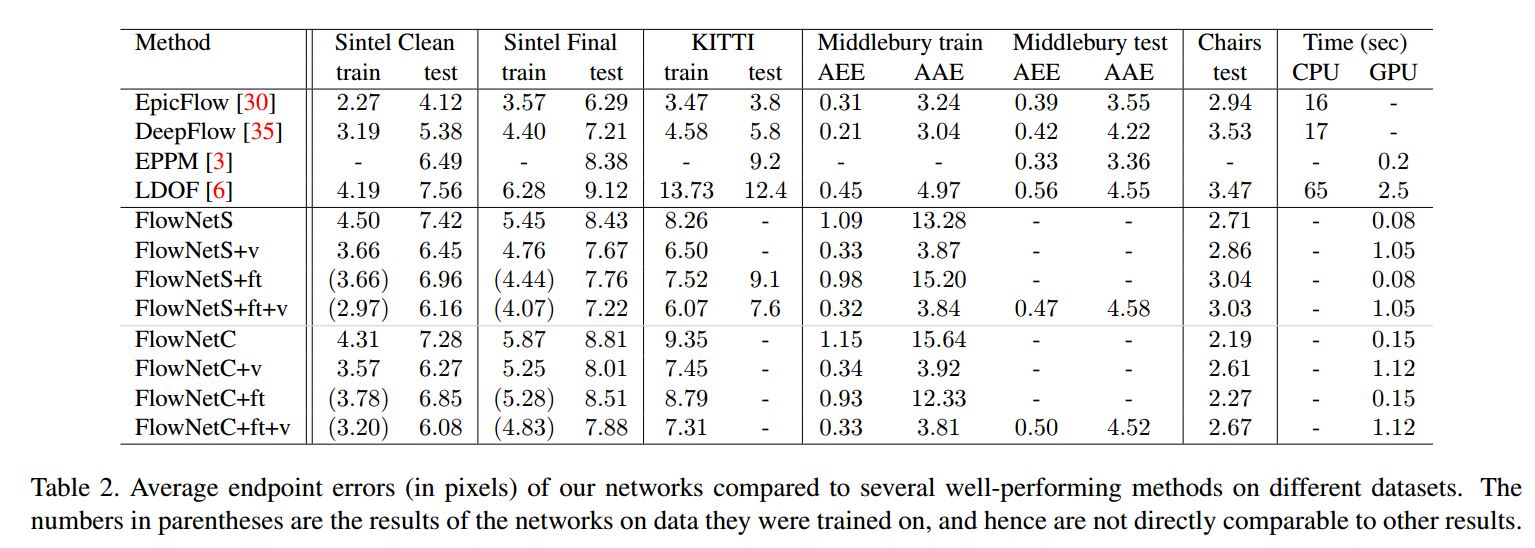 Method Sintel Clean Sintel Final KITTI Middlebury train Middlebury test Chairs Time (sec)
train test train test train test AEE AAE AEE AAE test CPU GPU
EpicFlow [30] 2.27 4.12 3.57 6.29 3.47 3.8 0.31 3.24 0.39 3.55 2.94 16 -
DeepFlow [35] 3.19 5.38 4.40 7.21 4.58 5.8 0.21 3.04 0.42 4.22 3.53 17 -
EPPM [3] - 6.49 - 8.38 - 9.2 - - 0.33 3.36 - - 0.2
LDOF [6] 4.19 7.56 6.28 9.12 13.73 12.4 0.45 4.97 0.56 4.55 3.47 65 2.5
FlowNetS 4.50 7.42 5.45 8.43 8.26 - 1.09 13.28 - - 2.71 - 0.08
FlowNetS+v 3.66 6.45 4.76 7.67 6.50 - 0.33 3.87 - - 2.86 - 1.05
FlowNetS+ft (3.66) 6.96 (4.44) 7.76 7.52 9.1 0.98 15.20 - - 3.04 - 0.08
FlowNetS+ft+v (2.97) 6.16 (4.07) 7.22 6.07 7.6 0.32 3.84 0.47 4.58 3.03 - 1.05
FlowNetC 4.31 7.28 5.87 8.81 9.35 - 1.15 15.64 - - 2.19 - 0.15
FlowNetC+v 3.57 6.27 5.25 8.01 7.45 - 0.34 3.92 - - 2.61 - 1.12
FlowNetC+ft (3.78) 6.85 (5.28) 8.51 8.79 - 0.93 12.33 - - 2.27 - 0.15
FlowNetC+ft+v (3.20) 6.08 (4.83) 7.88 7.31 - 0.33 3.81 0.50 4.52 2.67 - 1.12
Table 2. Average endpoint errors (in pixels) of our networks compared to several well-performing methods on different datasets. The
numbers in parentheses are the results of the networks on data they were trained on, and hence are not directly comparable to other results.